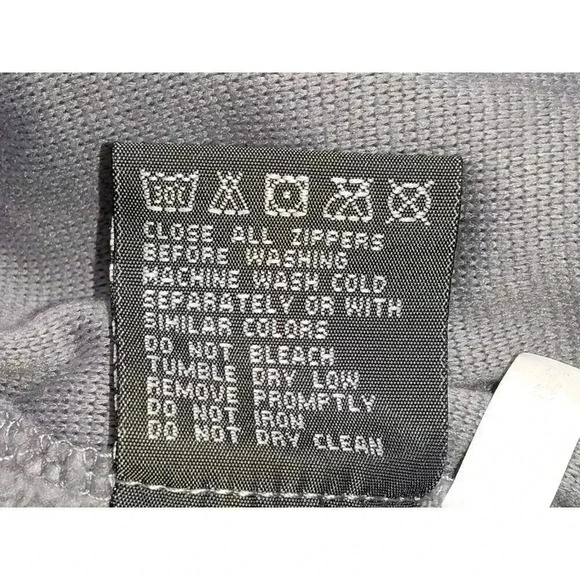 CLOSE ALL ZIPPERS
BEFORE WASHING
MACHINE WASH COLD
SEPARATELY OR WITH
SIMILAR COLORS
DO NOT BLEACH
TUMBLE DRY LOW
REMOVE PROMPTLY
DO NOT IRON
DO NOT DRY CLEAN